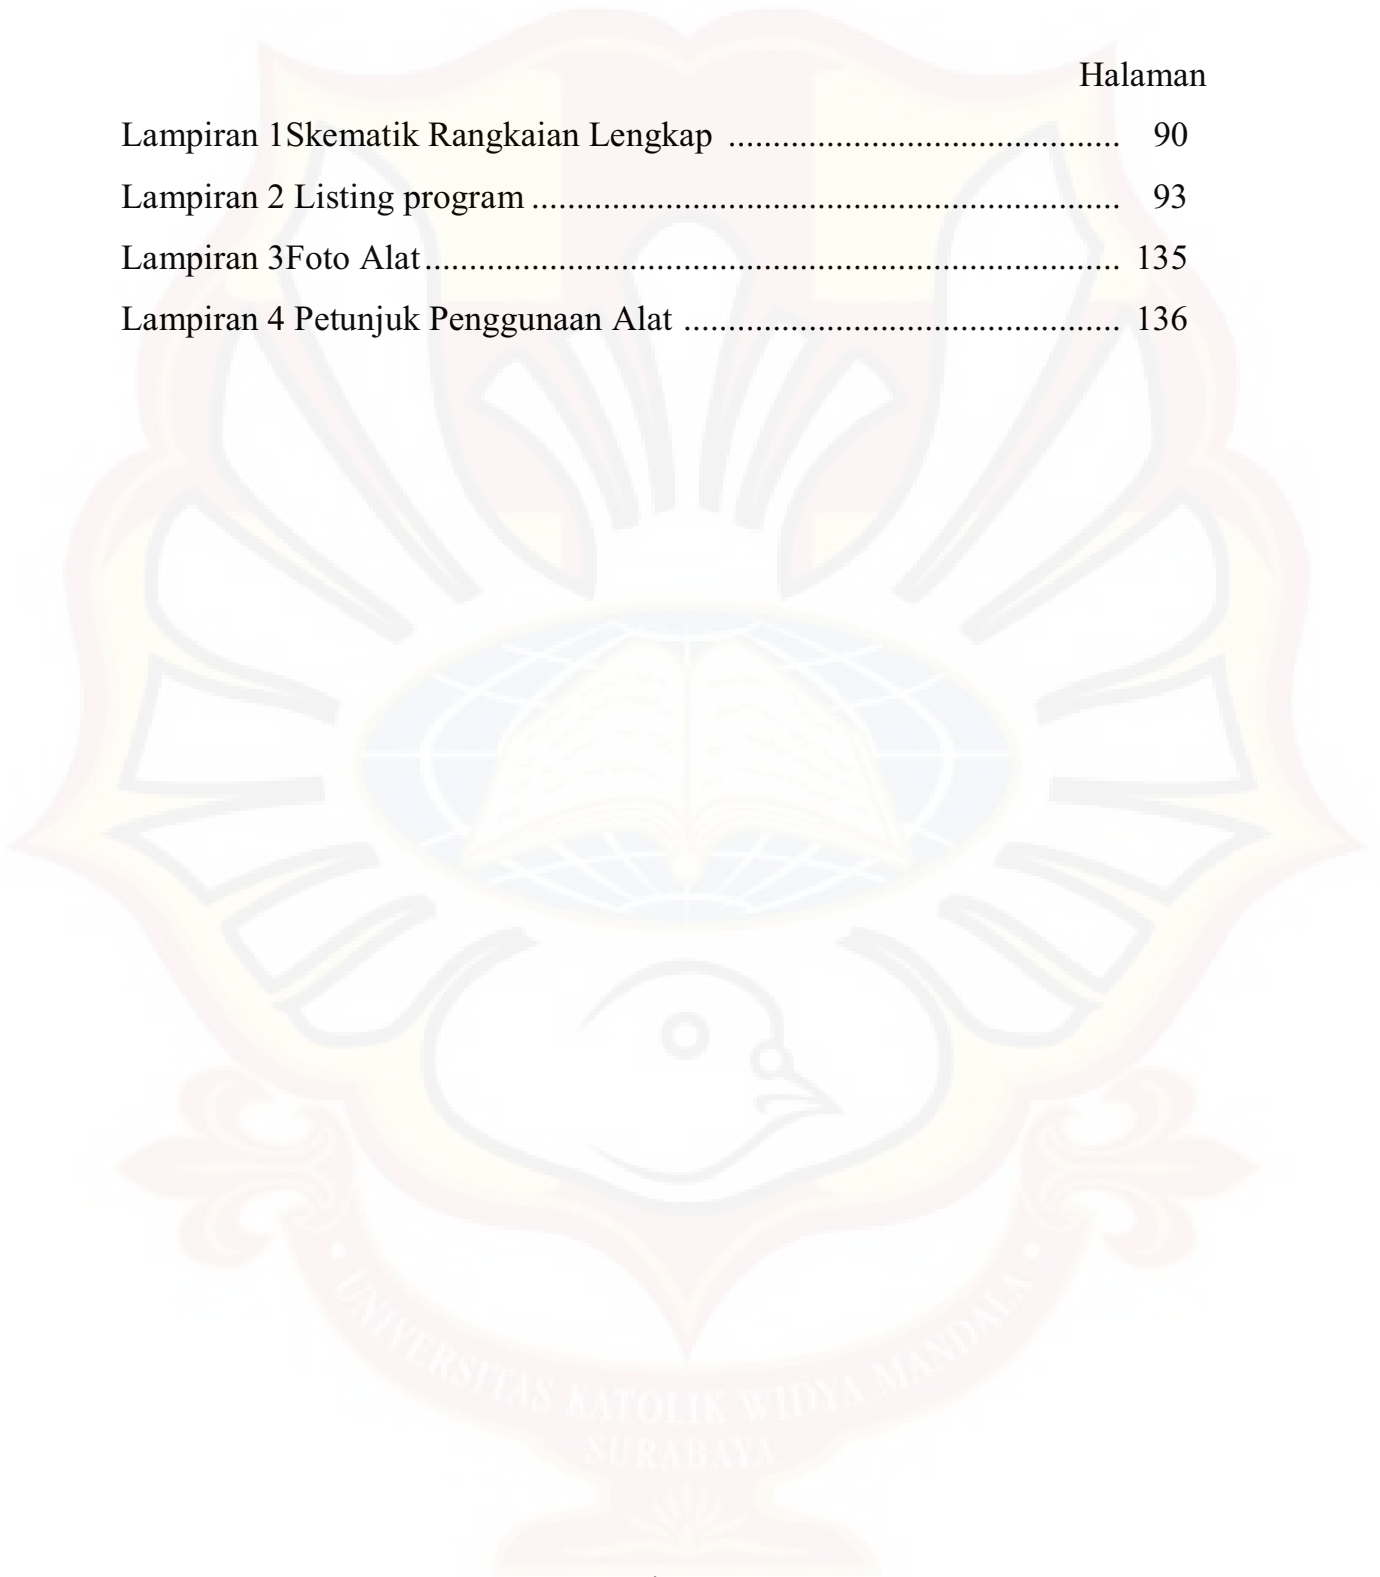 Halaman
Lampiran 1Skematik Rangkaian Lengkap ............................................ 90
Lampiran 2 Listing program .................................................................. 93
Lampiran 3Foto Alat.............................................................................. 135
Lampiran 4 Petunjuk Penggunaan Alat ................................................. 136
• UNIVERSITAS KATOLIK WIDYA MANDALA •
SURABAYA